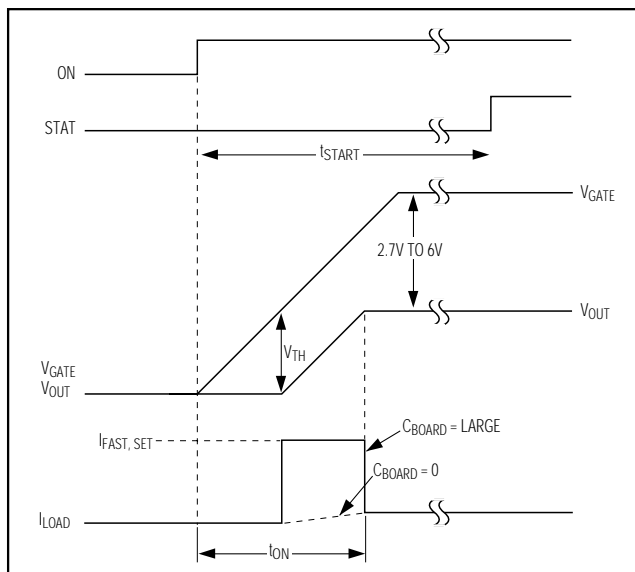 ON
STAT
tSTART
VGATE
2.7V TO 6V
VOUT
VTH
VGATE
VOUT
CBOARD = LARGE
IFAST, SET
CBOARD = 0
ILOAD
tON